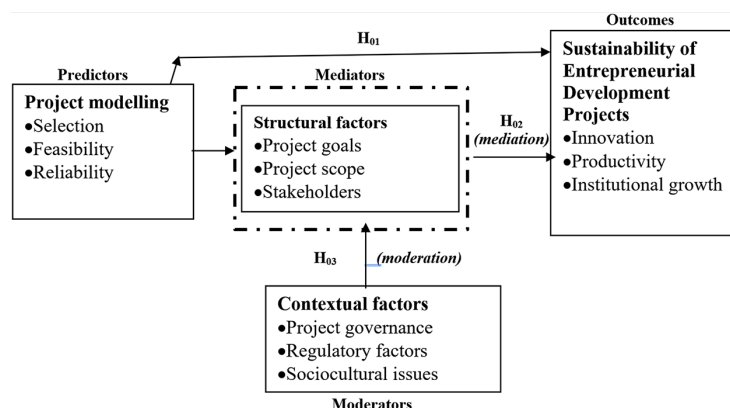 Outcomes
H01
Sustainability of
Entrepreneurial
Development
Projects
●Innovation
●Productivity
●Institutional growth
Predictors
Project modelling
●Selection
●Feasibility
●Reliability
Mediators
Structural factors
●Project goals
●Project scope
●Stakeholders
H02
(mediation)
H03 (moderation)
Contextual factors
●Project governance
●Regulatory factors
●Sociocultural issues
Moderators